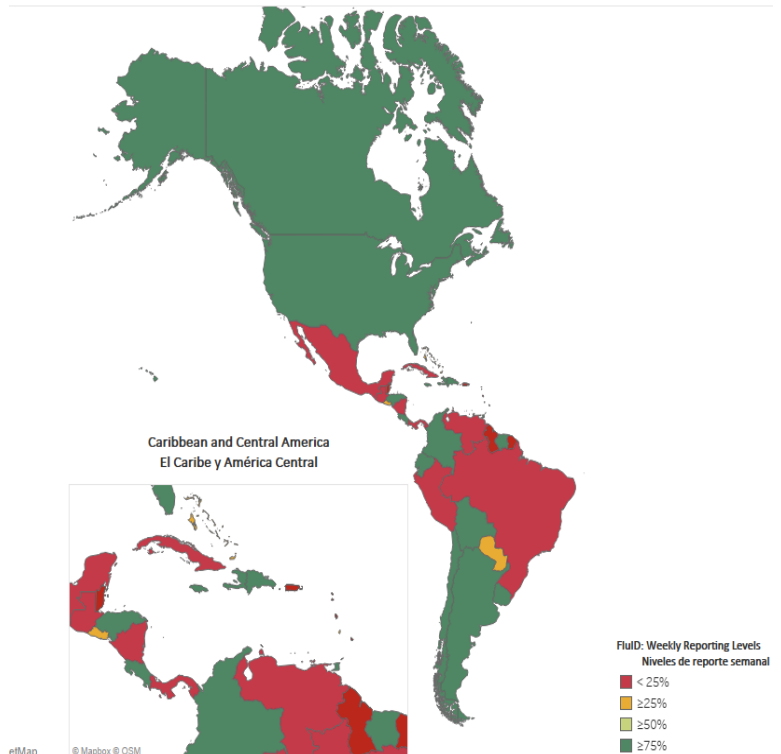 Caribbean and Central America
El Caribe y América Central
FluID: Weekly Reporting Levels
Niveles de reporte semanal
< 25%
≥25%
≥50%
≥75%
etMap
© Mapbox © OSM